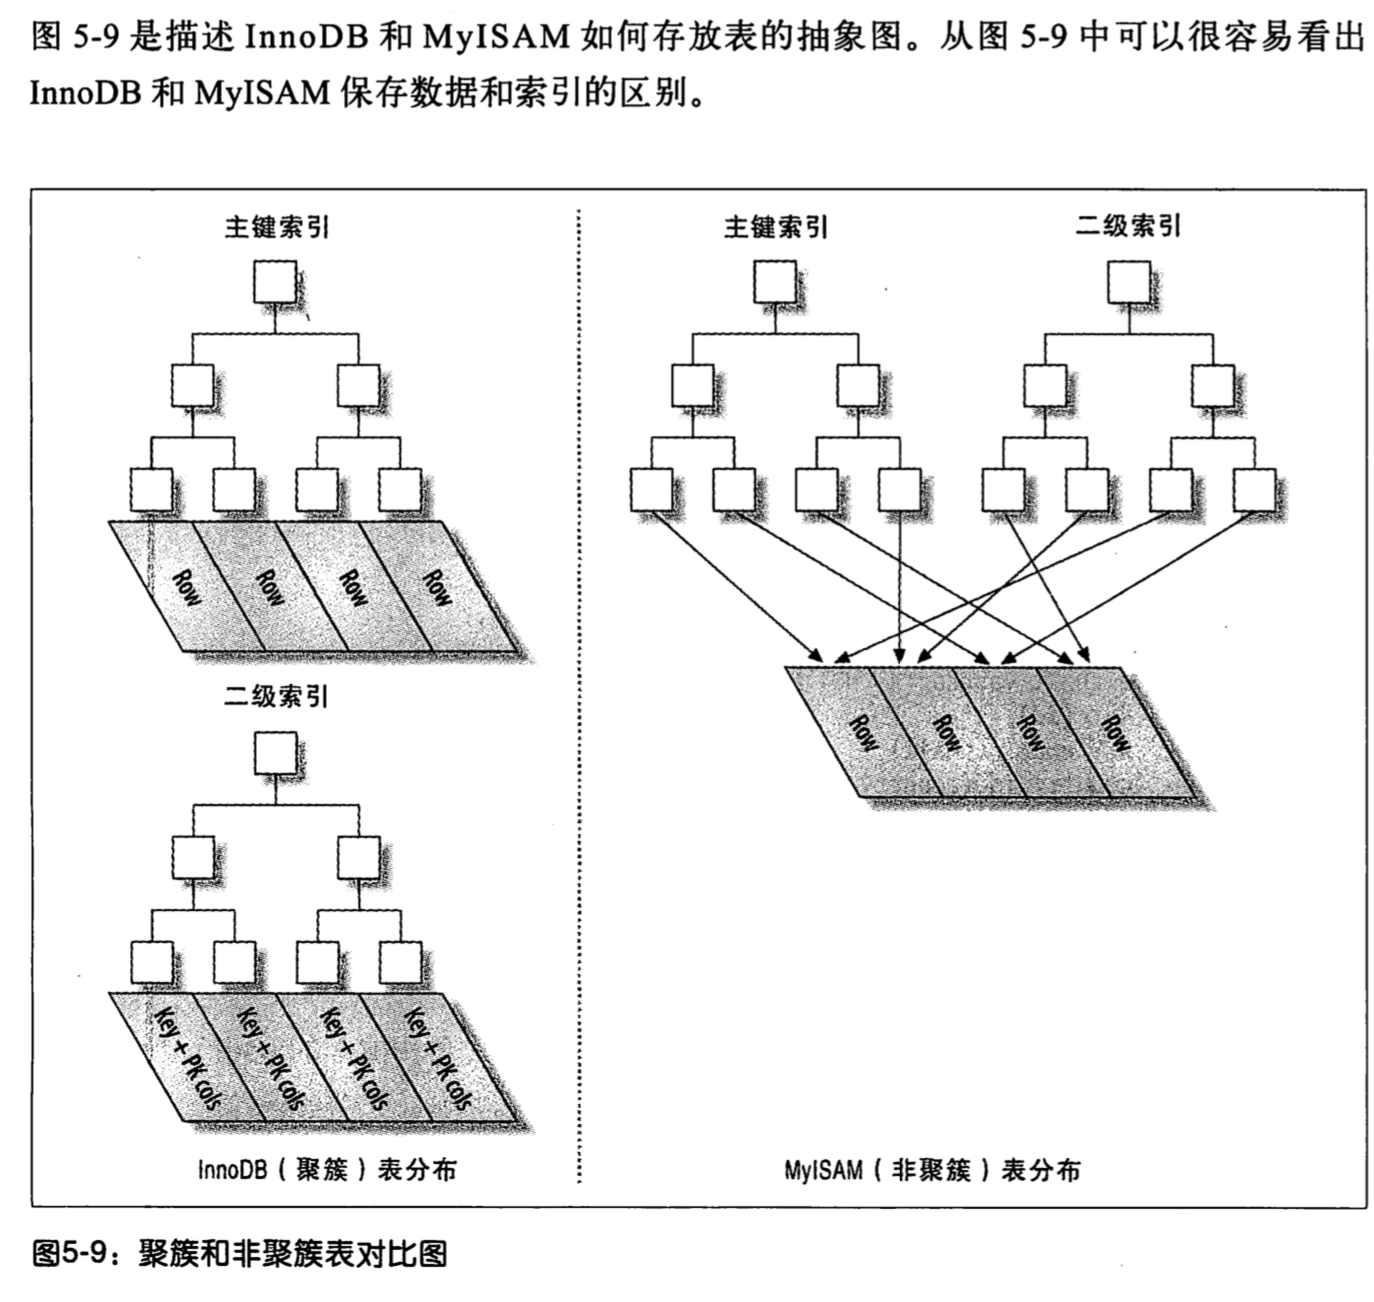 图 5-9 是描述 InnoDB 和 MyISAM 如何存放表的抽象图。从图 5-9 中可以很容易看出
InnoDB 和 MyISAM 保存数据和索引的区别。
主键索引
Row Row Row Row
二级索引
Key + PK cols Key + PK cols Key + PK cols Key + PK cols
InnoDB（聚簇）表分布
主键索引 二级索引
Row Row Row Row
MyISAM（非聚簇）表分布
图5-9：聚簇和非聚簇表对比图